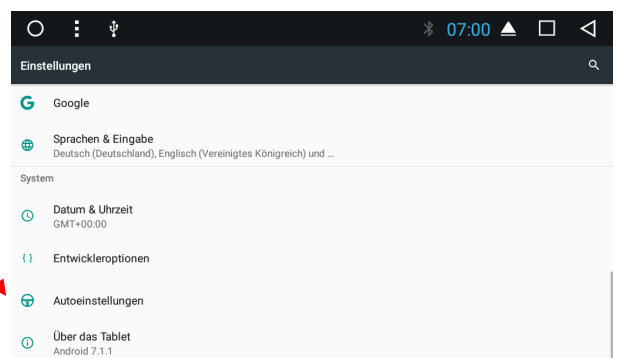 07:00
Einstellungen
Google
Sprachen & Eingabe
Deutsch (Deutschland), Englisch (Vereinigtes Königreich) und ...
System
Datum & Uhrzeit
GMT+00:00
{ } Entwickleroptionen
Autoeinstellungen
Über das Tablet
Android 7.1.1